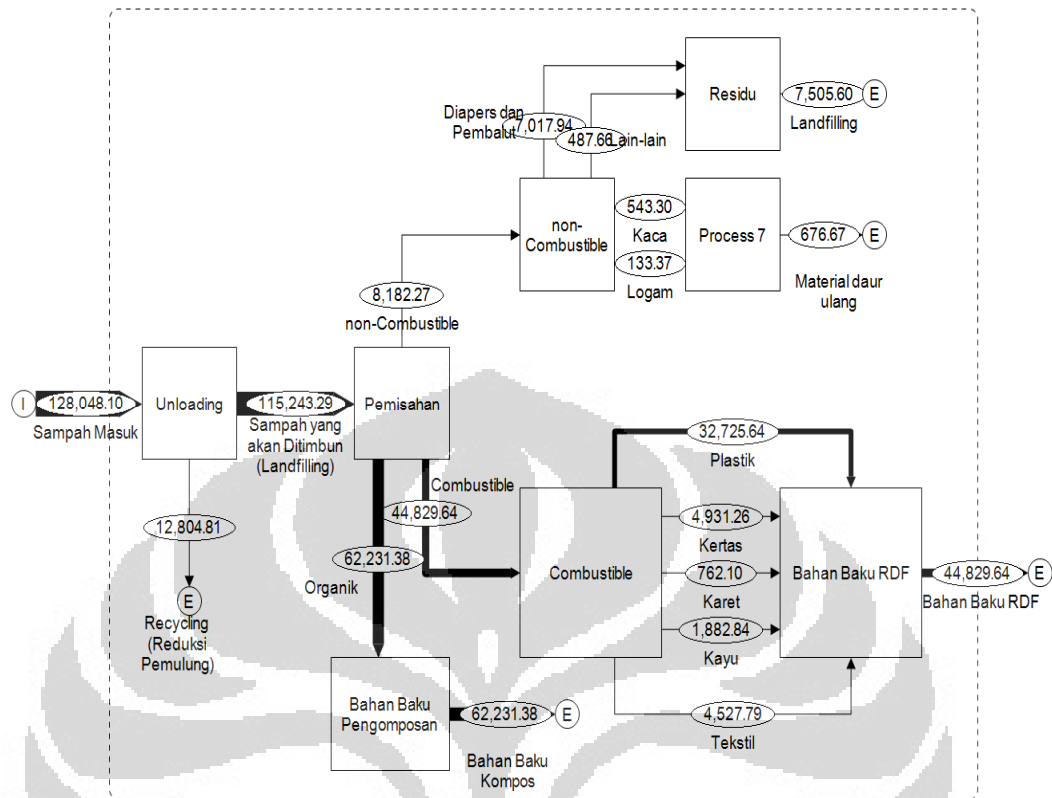 Diapers dan
Pembalut
7,017.94
487.66
Lain-lain
Residu
7,505.60
E
Landfilling
non-
Combustible
543.30
Kaca
133.37
Logam
Process 7
676.67
E
Material daur
ulang
8,182.27
non-Combustible
I
128,048.10
Sampah Masuk
Unloading
115,243.29
Sampah yang
akan Ditimbun
(Landfilling)
Pemisahan
12,804.81
E
Recycling
(Reduksi
Pemulung)
Combustible
44,829.64
62,231.38
Organik
Bahan Baku
Pengomposan
62,231.38
E
Bahan Baku
Kompos
Combustible
32,725.64
Plastik
4,931.26
Kertas
762.10
Karet
1,882.84
Kayu
4,527.79
Tekstil
Bahan Baku RDF
44,829.64
E
Bahan Baku RDF